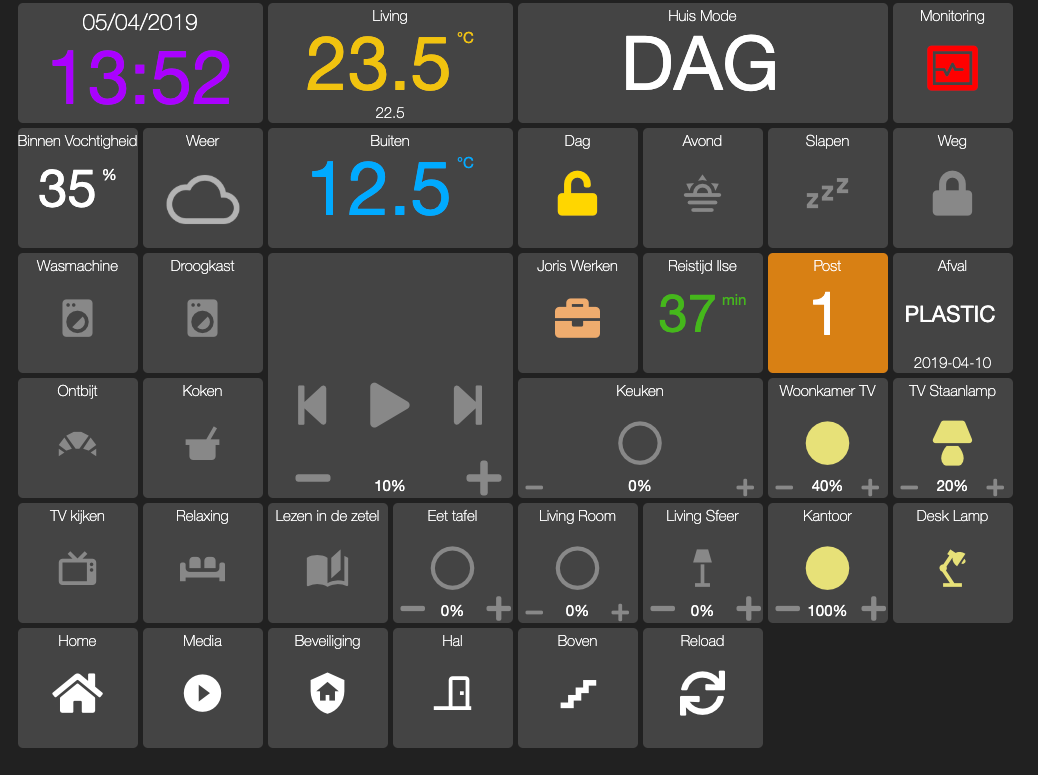 05/04/2019
13:52
Living
23.5 °C
22.5
Huis Mode
DAG
Monitoring
Binnen Vochtigheid
35 %
Weer
Buiten
12.5 °C
Dag
Avond
Slapen
zzz
Weg
Wasmachine
Droogkast
Joris Werken
Reistijd Ilse
37 min
Post
1
Afval
PLASTIC
2019-04-10
Ontbijt
Koken
10%
Keuken
0%
Woonkamer TV
40%
TV Staanlamp
20%
TV kijken
Relaxing
Lezen in de zetel
Eet tafel
0%
Living Room
0%
Living Sfeer
0%
Kantoor
100%
Desk Lamp
Home
Media
Beveiliging
Hal
Boven
Reload